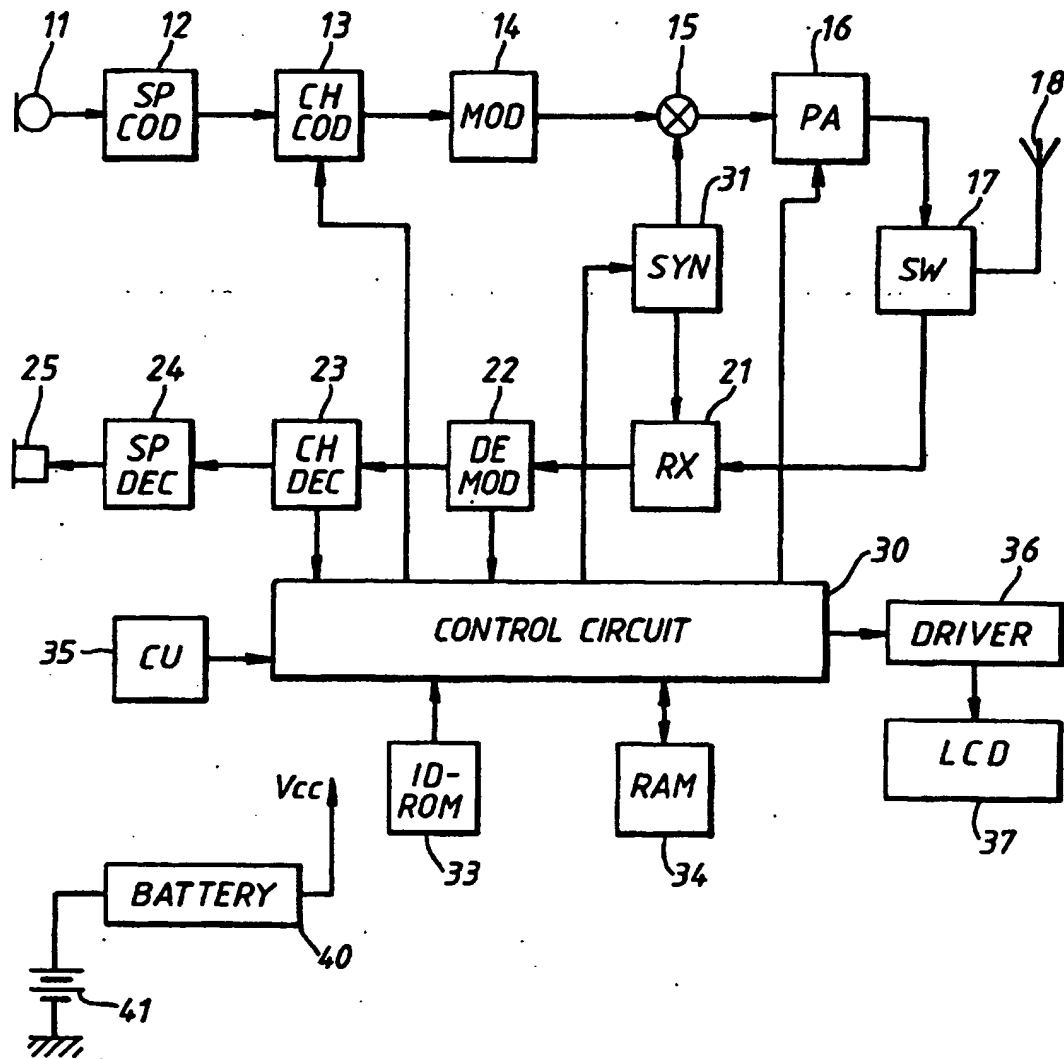 11
12
13
14
15
16
18
SP
COD
CH
COD
MOD
PA
31
17
SYN
SW
25
24
23
22
21
SP
DEC
CH
DEC
DE
MOD
RX
30
36
CONTROL CIRCUIT
DRIVER
35
CU
LCD
ID-
ROM
RAM
37
Vcc
33
34
BATTERY
40
41